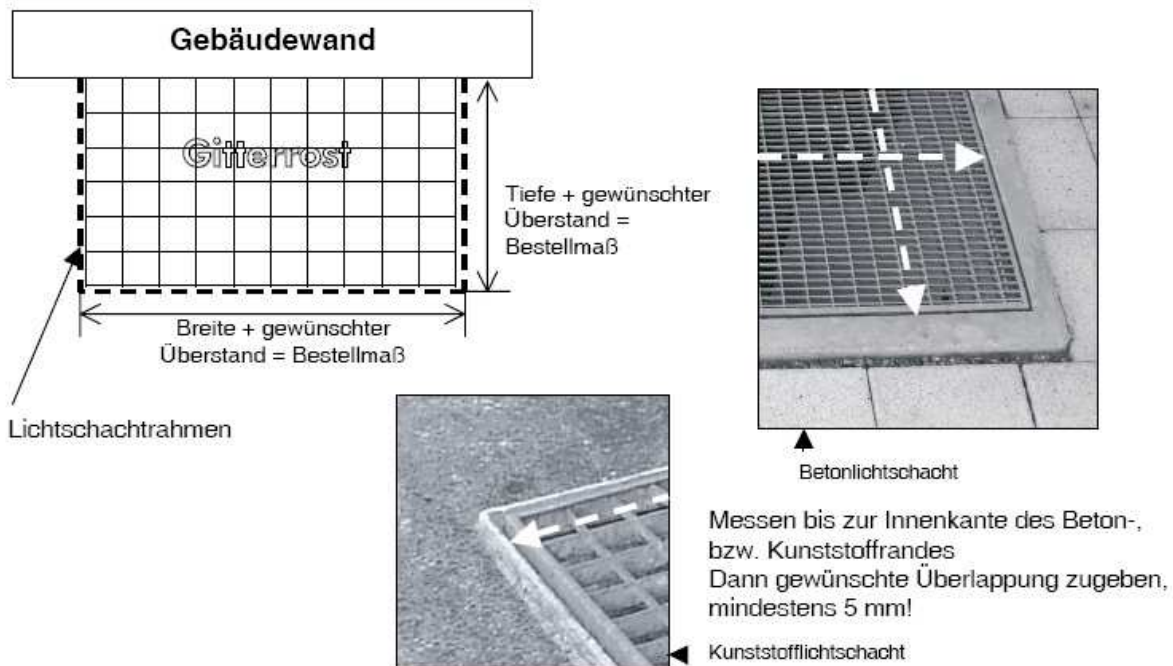 Gebäudewand
Gitterrost
Tiefe + gewünschter
Überstand =
Bestellmaß
Breite + gewünschter
Überstand = Bestellmaß
Lichtschachtrahmen
Betonlichtschacht
Messen bis zur Innenkante des Beton-,
bzw. Kunststoffrandes
Dann gewünschte Überlappung zugeben,
mindestens 5 mm!
Kunststofflichtschacht